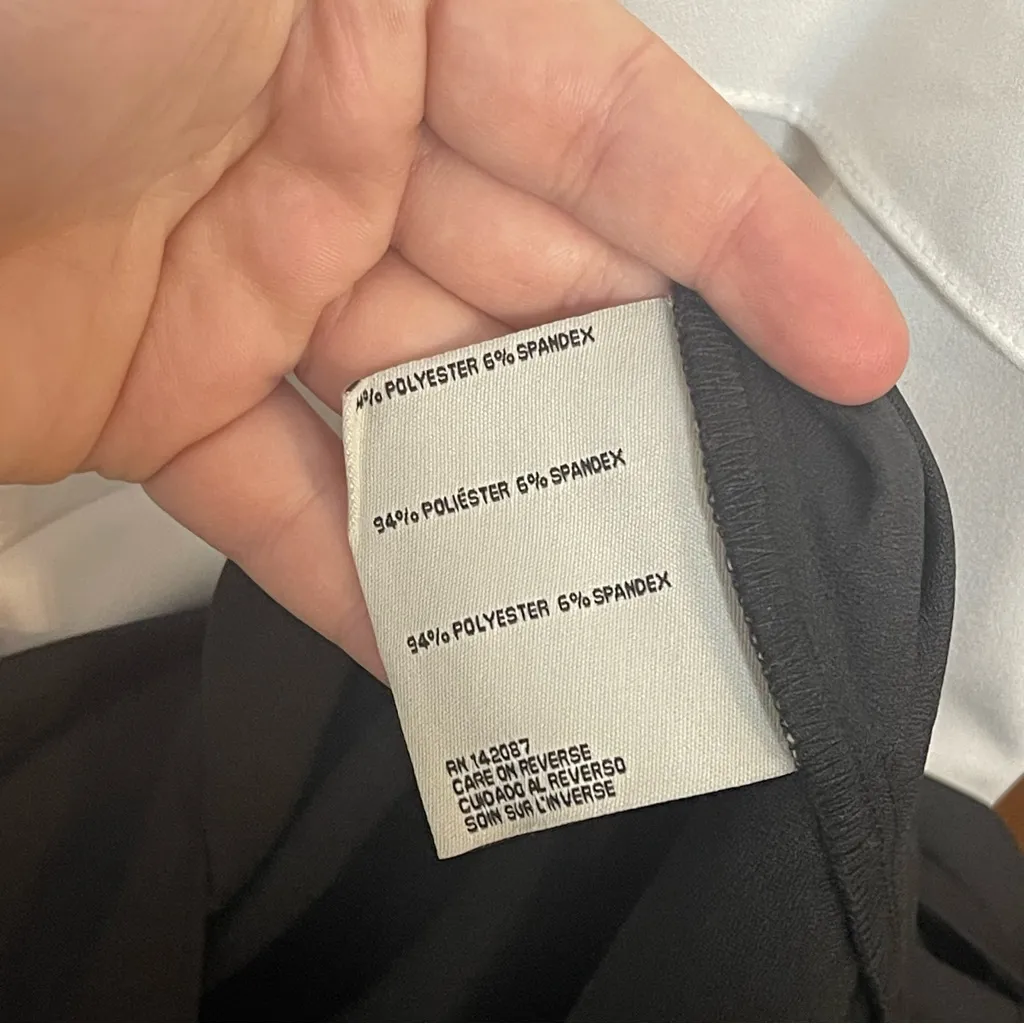 4% POLYESTER 6% SPANDEX
94% POLIÉSTER 6% SPANDEX
94% POLYESTER 6% SPANDEX
RN 142087
CARE ON REVERSE
CUIDADO AL REVERSO
SOIN SUR L'INVERSE